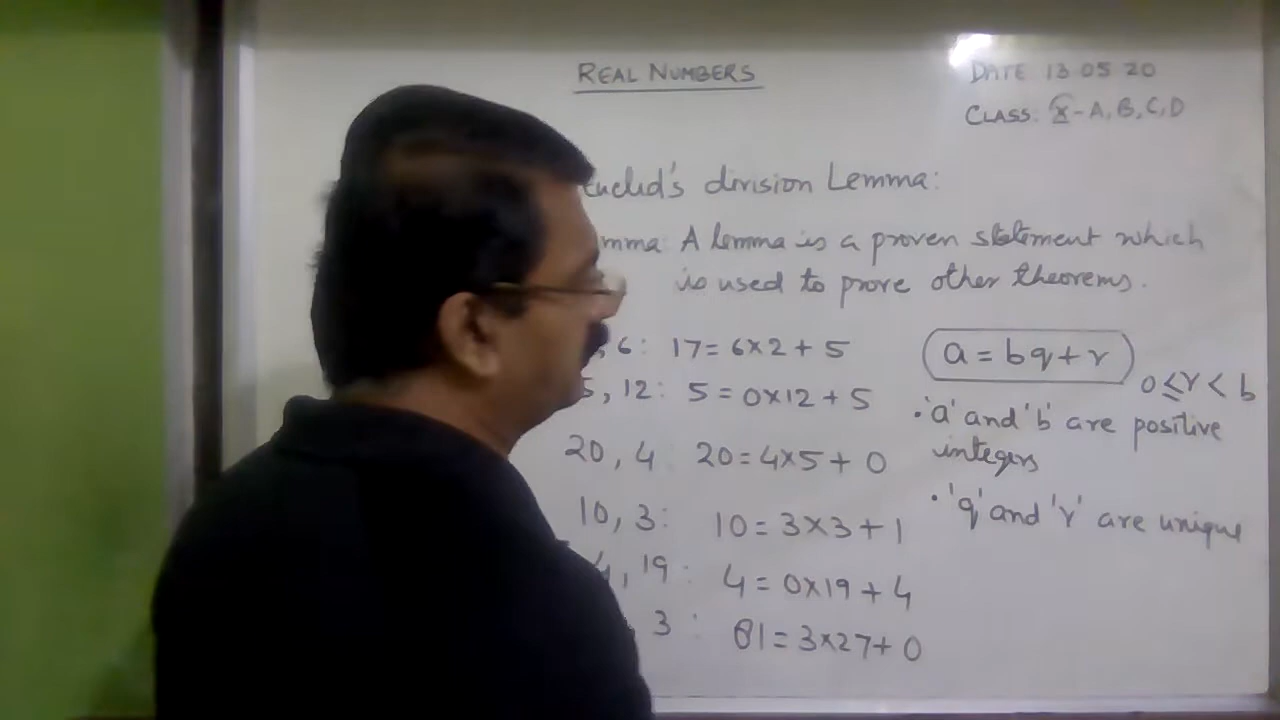 REAL NUMBERS
DATE 13 05 20
CLASS: X - A, B, C, D
Euclid's division Lemma:
mma: A lemma is a proven statement which
is used to prove other theorems.
, 6: 17 = 6×2 + 5
5, 12: 5 = 0×12 + 5
20, 4 20 = 4×5 + 0
10, 3: 10 = 3×3 + 1
4, 19: 4 = 0×19 + 4
3: 81 = 3×27 + 0
a = bq + r
0 ≤ r < b
• 'a' and 'b' are positive
integers
• 'q' and 'r' are unique